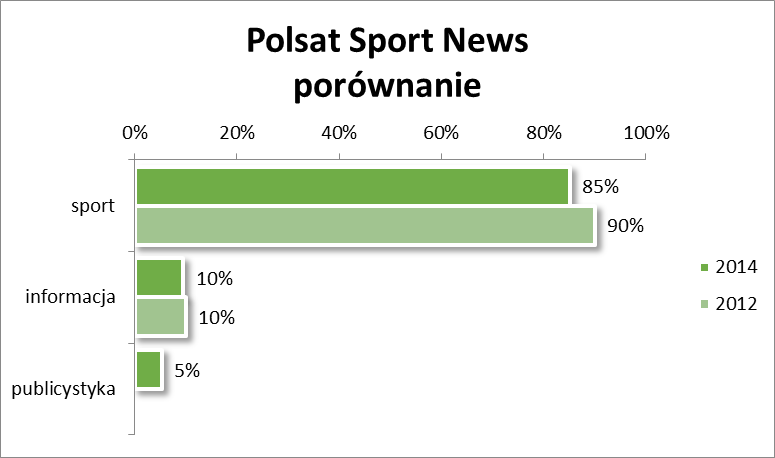 Polsat Sport News
porównanie
0% 20% 40% 60% 80% 100%
sport
85%
90%
informacja
10%
10%
publicystyka
5%
2014
2012